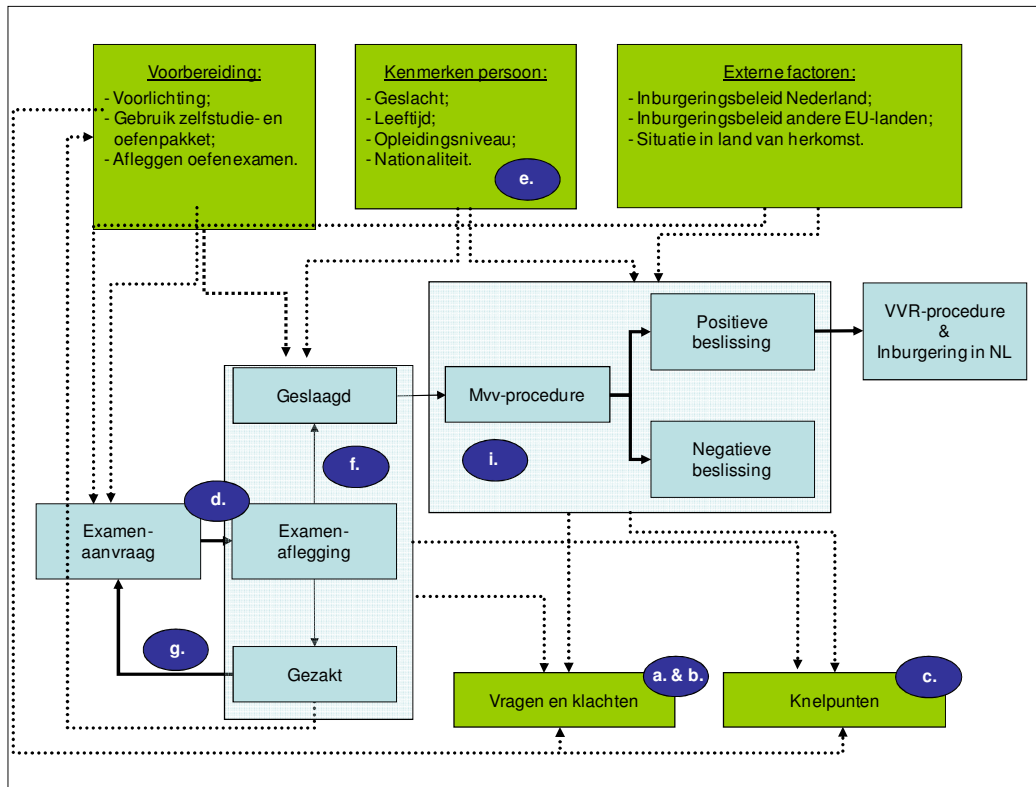 Voorbereiding:
- Voorlichting;
- Gebruik zelfstudie- en
oefenpakket;
- Afleggen oefenexamen.
Kenmerken persoon:
- Geslacht;
- Leeftijd;
- Opleidingsniveau;
- Nationaliteit.
e.
Externe factoren:
- Inburgeringsbeleid Nederland;
- Inburgeringsbeleid andere EU-landen;
- Situatie in land van herkomst.
Positieve
beslissing
VVR-procedure
&
Inburgering in NL
Geslaagd
Mvv-procedure
Negatieve
beslissing
f.
i.
d.
Examen-
aanvraag
Examen-
aflegging
g.
Gezakt
a. & b.
Vragen en klachten
c.
Knelpunten